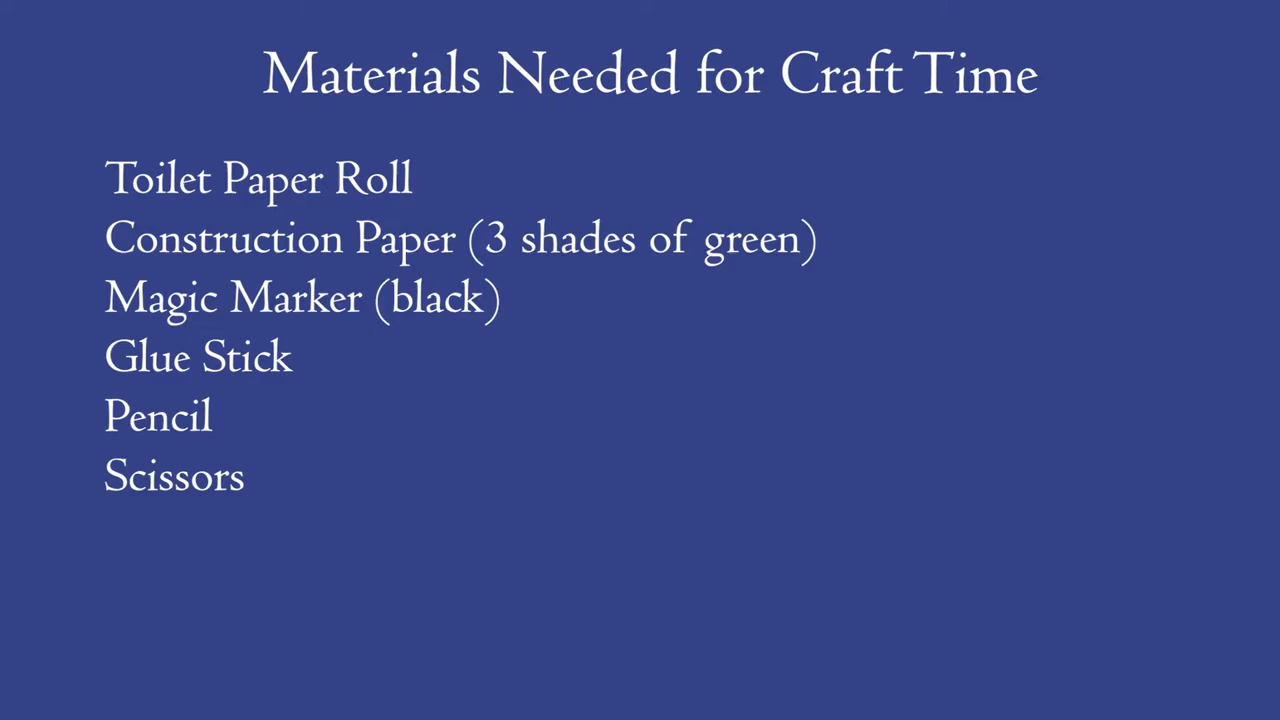 Materials Needed for Craft Time
Toilet Paper Roll
Construction Paper (3 shades of green)
Magic Marker (black)
Glue Stick
Pencil
Scissors